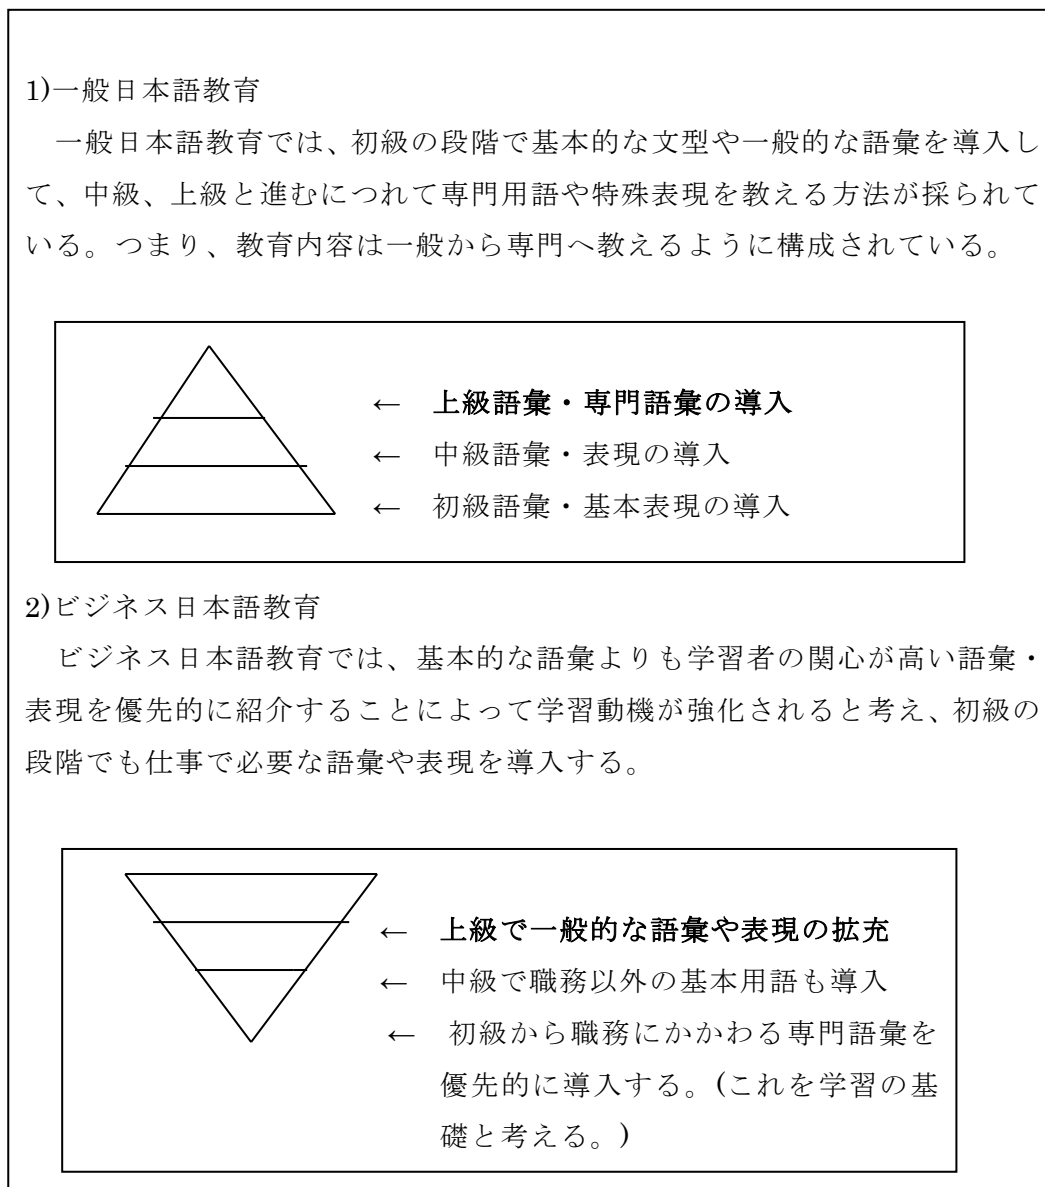 1)一般日本語教育
　一般日本語教育では、初級の段階で基本的な文型や一般的な語彙を導入し
て、中級、上級と進むにつれて専門用語や特殊表現を教える方法が採られて
いる。つまり、教育内容は一般から専門へ教えるように構成されている。
←　上級語彙・専門語彙の導入
←　中級語彙・表現の導入
←　初級語彙・基本表現の導入
2)ビジネス日本語教育
　ビジネス日本語教育では、基本的な語彙よりも学習者の関心が高い語彙・
表現を優先的に紹介することによって学習動機が強化されると考え、初級の
段階でも仕事で必要な語彙や表現を導入する。
←　上級で一般的な語彙や表現の拡充
←　中級で職務以外の基本用語も導入
←　初級から職務にかかわる専門語彙を
優先的に導入する。(これを学習の基
礎と考える。)